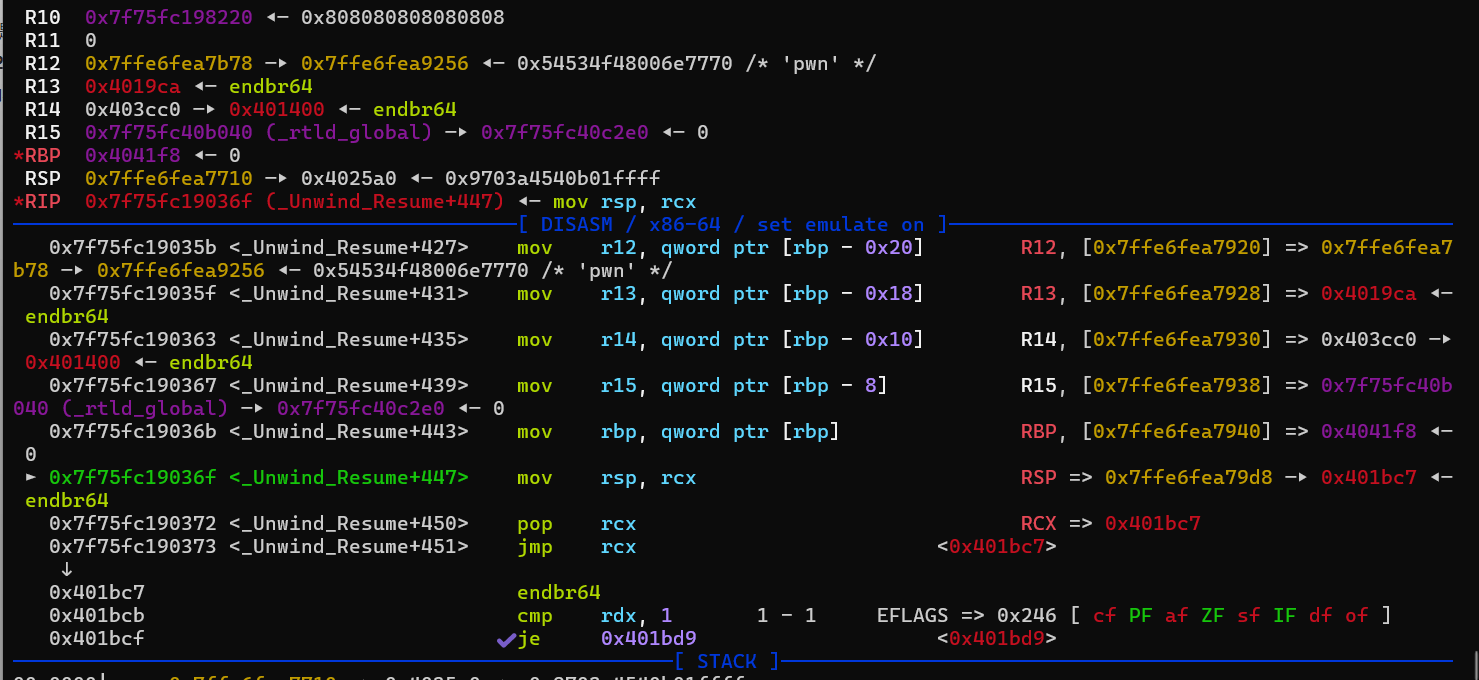 R10  0x7f75fc198220 ◂— 0x808080808080808
R11  0
R12  0x7ffe6fea7b78 —▸ 0x7ffe6fea9256 ◂— 0x54534f48006e7770 /* 'pwn' */
R13  0x4019ca ◂— endbr64
R14  0x403cc0 —▸ 0x401400 ◂— endbr64
R15  0x7f75fc40b040 (_rtld_global) —▸ 0x7f75fc40c2e0 ◂— 0
*RBP  0x4041f8 ◂— 0
RSP  0x7ffe6fea7710 —▸ 0x4025a0 ◂— 0x9703a4540b01ffff
*RIP  0x7f75fc19036f (_Unwind_Resume+447) ◂— mov rsp, rcx
[ DISASM / x86-64 / set emulate on ]
0x7f75fc19035b <_Unwind_Resume+427>    mov    r12, qword ptr [rbp - 0x20]        R12, [0x7ffe6fea7920] => 0x7ffe6fea7
b78 —▸ 0x7ffe6fea9256 ◂— 0x54534f48006e7770 /* 'pwn' */
0x7f75fc19035f <_Unwind_Resume+431>    mov    r13, qword ptr [rbp - 0x18]        R13, [0x7ffe6fea7928] => 0x4019ca ◂—
endbr64
0x7f75fc190363 <_Unwind_Resume+435>    mov    r14, qword ptr [rbp - 0x10]        R14, [0x7ffe6fea7930] => 0x403cc0 —▸
0x401400 ◂— endbr64
0x7f75fc190367 <_Unwind_Resume+439>    mov    r15, qword ptr [rbp - 8]           R15, [0x7ffe6fea7938] => 0x7f75fc40b
040 (_rtld_global) —▸ 0x7f75fc40c2e0 ◂— 0
0x7f75fc19036b <_Unwind_Resume+443>    mov    rbp, qword ptr [rbp]               RBP, [0x7ffe6fea7940] => 0x4041f8 ◂—
0
► 0x7f75fc19036f <_Unwind_Resume+447>    mov    rsp, rcx                           RSP => 0x7ffe6fea79d8 —▸ 0x401bc7 ◂—
endbr64
0x7f75fc190372 <_Unwind_Resume+450>    pop    rcx                                RCX => 0x401bc7
0x7f75fc190373 <_Unwind_Resume+451>    jmp    rcx                         <0x401bc7>
↓
0x401bc7                               endbr64
0x401bcb                               cmp    rdx, 1       1 - 1     EFLAGS => 0x246 [ cf PF af ZF sf IF df of ]
0x401bcf                             ✔ je     0x401bd9                    <0x401bd9>
[ STACK ]